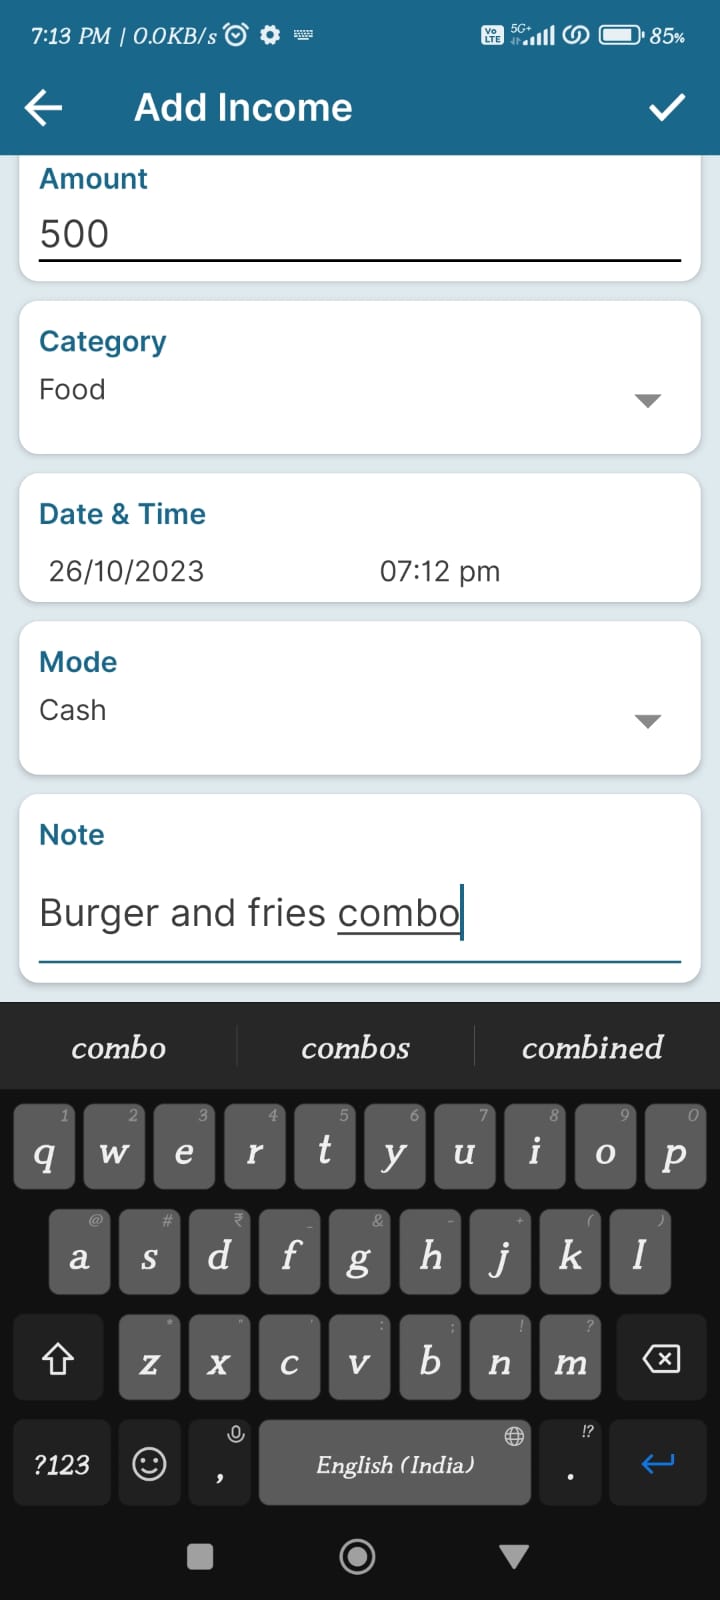 7:13 PM | 0.0KB/s Vo LTE 5G+ 85%
Add Income
Amount
500
Category
Food
Date & Time
26/10/2023 07:12 pm
Mode
Cash
Note
Burger and fries combo
combo combos combined
1 2 3 4 5 6 7 8 9 0
q w e r t y u i o p
@ # ₹ _ & - + ( )
a s d f g h j k l
* " ' : ; ! ?
z x c v b n m
!?
?123 , English (India) .